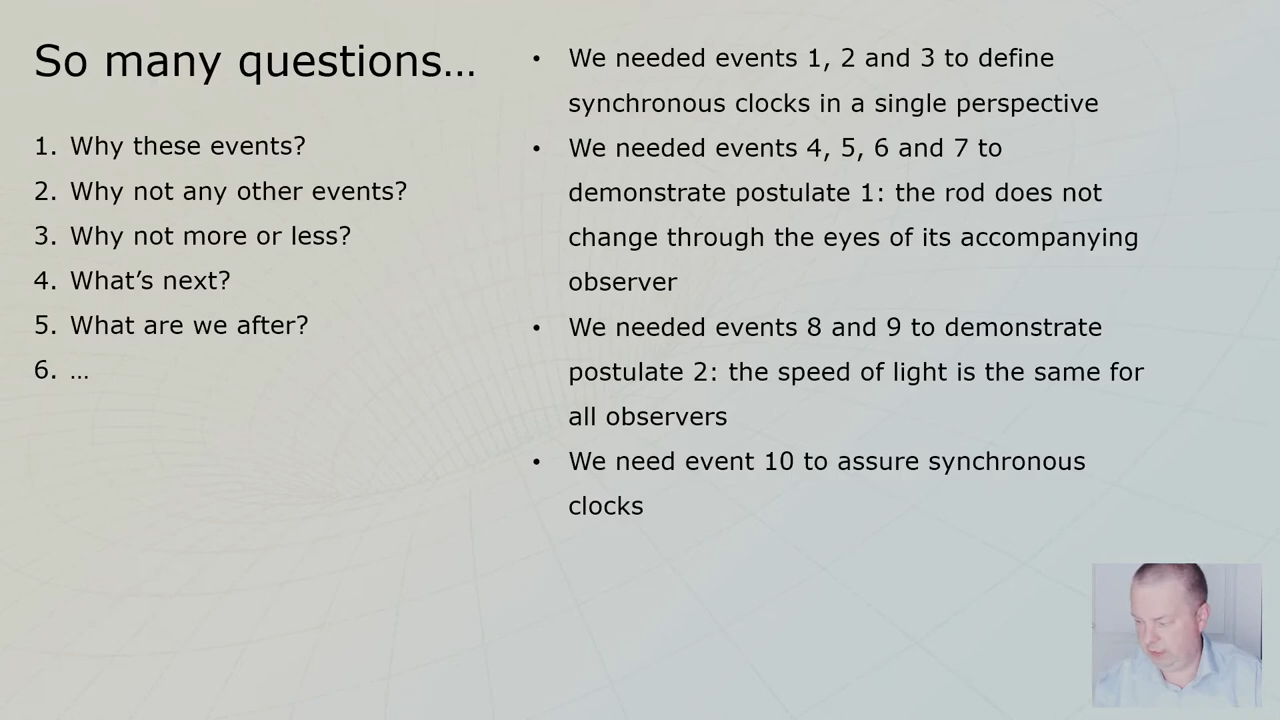 So many questions…
1. Why these events?
2. Why not any other events?
3. Why not more or less?
4. What’s next?
5. What are we after?
6. …
• We needed events 1, 2 and 3 to define
synchronous clocks in a single perspective
• We needed events 4, 5, 6 and 7 to
demonstrate postulate 1: the rod does not
change through the eyes of its accompanying
observer
• We needed events 8 and 9 to demonstrate
postulate 2: the speed of light is the same for
all observers
• We need event 10 to assure synchronous
clocks